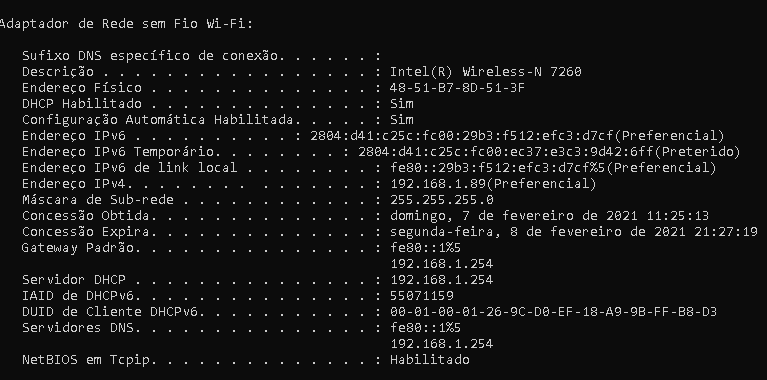 Adaptador de Rede sem Fio Wi-Fi:
Sufixo DNS específico de conexão. . . . . . :
Descrição . . . . . . . . . . . . . . . . . : Intel(R) Wireless-N 7260
Endereço Físico . . . . . . . . . . . . . . : 48-51-B7-8D-51-3F
DHCP Habilitado . . . . . . . . . . . . . . : Sim
Configuração Automática Habilitada. . . . . : Sim
Endereço IPv6 . . . . . . . . . . : 2804:d41:c25c:fc00:29b3:f512:efc3:d7cf(Preferencial)
Endereço IPv6 Temporário. . . . . . . . : 2804:d41:c25c:fc00:ec37:e3c3:9d42:6ff(Preterido)
Endereço IPv6 de link local . . . . . . . . : fe80::29b3:f512:efc3:d7cf%5(Preferencial)
Endereço IPv4. . . . . . . . . . . . . . . : 192.168.1.89(Preferencial)
Máscara de Sub-rede . . . . . . . . . . . . : 255.255.255.0
Concessão Obtida. . . . . . . . . . . . . . : domingo, 7 de fevereiro de 2021 11:25:13
Concessão Expira. . . . . . . . . . . . . . : segunda-feira, 8 de fevereiro de 2021 21:27:19
Gateway Padrão. . . . . . . . . . . . . . . : fe80::1%5
192.168.1.254
Servidor DHCP . . . . . . . . . . . . . . . : 192.168.1.254
IAID de DHCPv6. . . . . . . . . . . . . . . : 55071159
DUID de Cliente DHCPv6. . . . . . . . . . . : 00-01-00-01-26-9C-D0-EF-18-A9-9B-FF-B8-D3
Servidores DNS. . . . . . . . . . . . . . . : fe80::1%5
192.168.1.254
NetBIOS em Tcpip. . . . . . . . . . . . . . : Habilitado